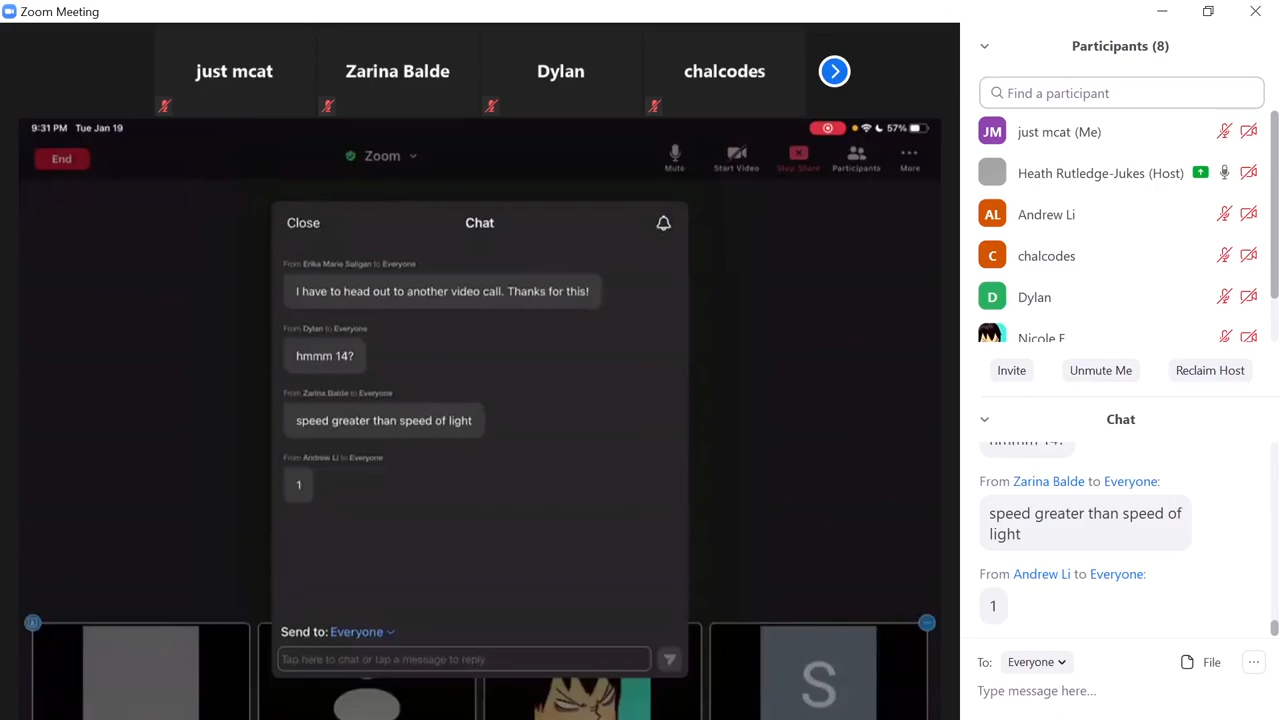 Zoom Meeting
just mcat
Zarina Balde
Dylan
chalcodes
9:31 PM Tue Jan 19
57%
End
Zoom
Mute
Start Video
Stop Share
Participants
More
Close
Chat
From Erika Marie Saligan to Everyone
I have to head out to another video call. Thanks for this!
From Dylan to Everyone
hmmm 14?
From Zarina Balde to Everyone
speed greater than speed of light
From Andrew Li to Everyone
1
Send to: Everyone
Tap here to chat or tap a message to reply
S
Participants (8)
Find a participant
JM just mcat (Me)
Heath Rutledge-Jukes (Host)
AL Andrew Li
C chalcodes
D Dylan
Nicole F
Invite
Unmute Me
Reclaim Host
Chat
hmmm 14?
From Zarina Balde to Everyone:
speed greater than speed of
light
From Andrew Li to Everyone:
1
To: Everyone
File
Type message here...